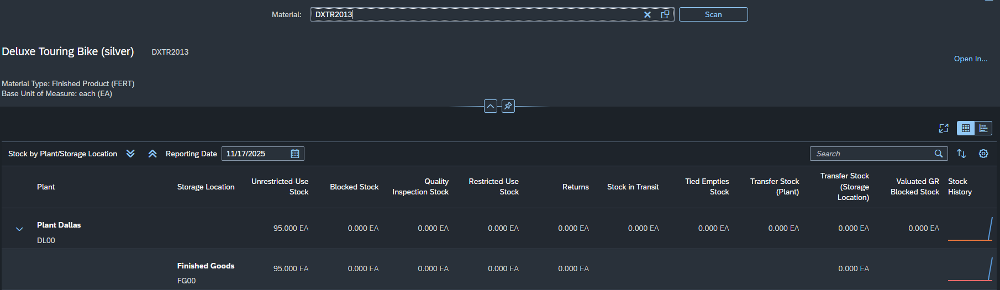 Material: DXTR2013 Scan
Deluxe Touring Bike (silver) DXTR2013
Open In...
Material Type: Finished Product (FERT)
Base Unit of Measure: each (EA)
Stock by Plant/Storage Location Reporting Date 11/17/2025 Search
Plant Storage Location Unrestricted-Use Stock Blocked Stock Quality Inspection Stock Restricted-Use Stock Returns Stock in Transit Tied Empties Stock Transfer Stock (Plant) Transfer Stock (Storage Location) Valuated GR Blocked Stock Stock History
Plant Dallas
95.000 EA 0.000 EA 0.000 EA 0.000 EA 0.000 EA 0.000 EA 0.000 EA 0.000 EA 0.000 EA 0.000 EA
DL00
Finished Goods
95.000 EA 0.000 EA 0.000 EA 0.000 EA 0.000 EA 0.000 EA
FG00